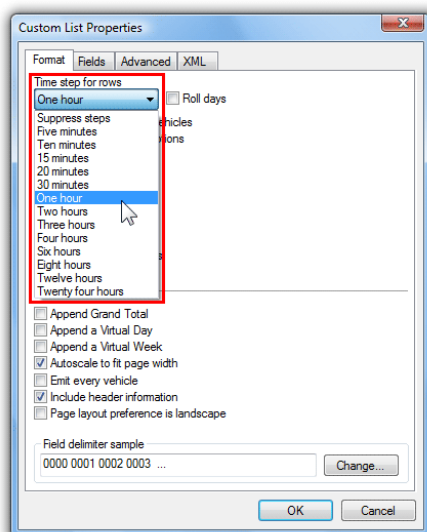 Custom List Properties
Format Fields Advanced XML
Time step for rows
One hour Roll days
Suppress steps
Five minutes
Ten minutes
15 minutes
20 minutes
30 minutes
One hour
Two hours
Three hours
Four hours
Six hours
Eight hours
Twelve hours
Twenty four hours
Append Grand Total
Append a Virtual Day
Append a Virtual Week
Autoscale to fit page width
Emit every vehicle
Include header information
Page layout preference is landscape
Field delimiter sample
0000 0001 0002 0003 ...
Change...
OK Cancel